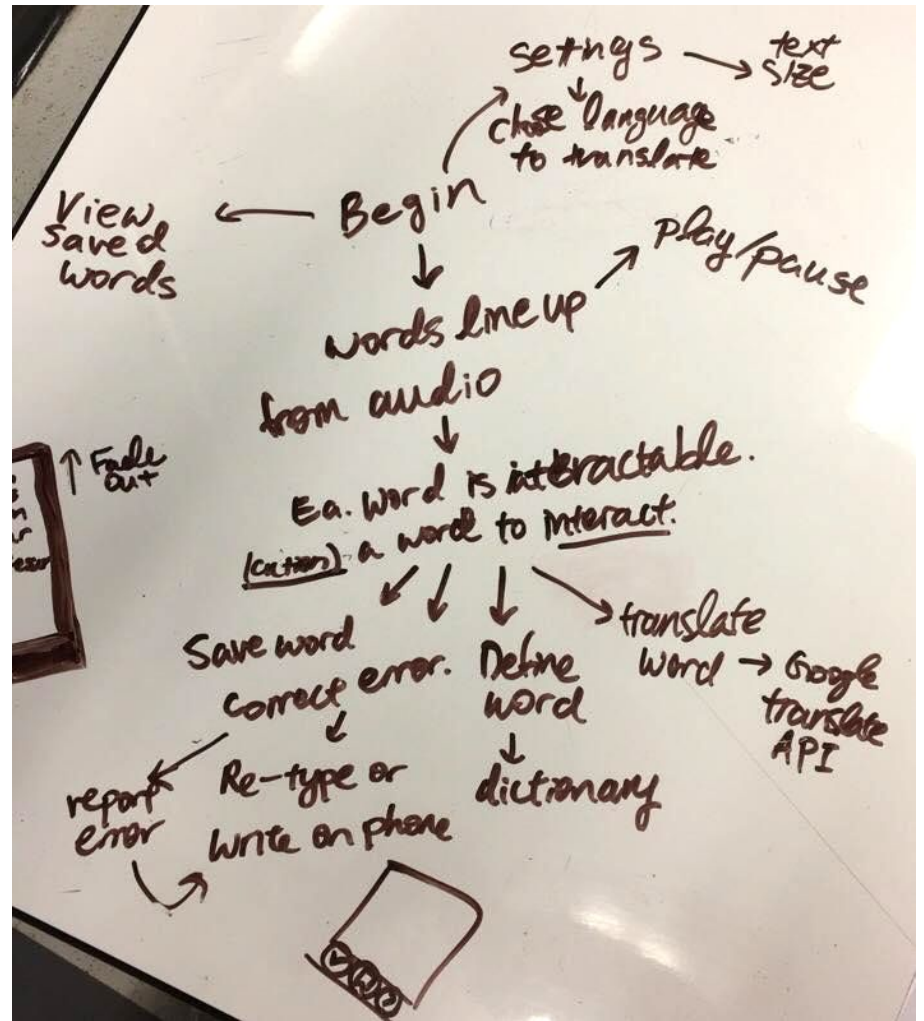 settings → text
size
choose language
to translate
Begin
View
saved
words
play/pause
words line up
from audio
Fade
out
Ea. word is interactable.
a word to interact.
save word
correct error.
Define
word
translate
word → Google
translate
API
dictionary
report
error
Re-type or
write on phone